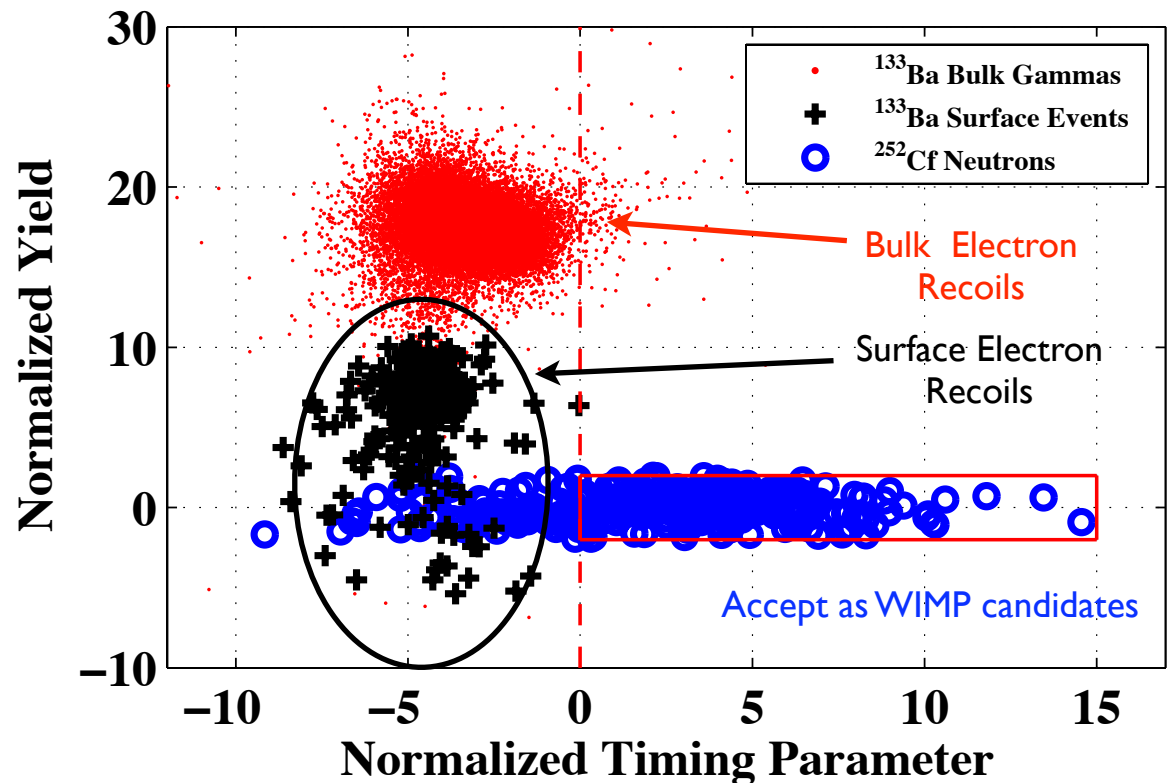 30
20
10
0
−10
−10
−5
0
5
10
15
Normalized Yield
Normalized Timing Parameter
¹³³Ba Bulk Gammas
¹³³Ba Surface Events
²⁵²Cf Neutrons
Bulk Electron
Recoils
Surface Electron
Recoils
Accept as WIMP candidates